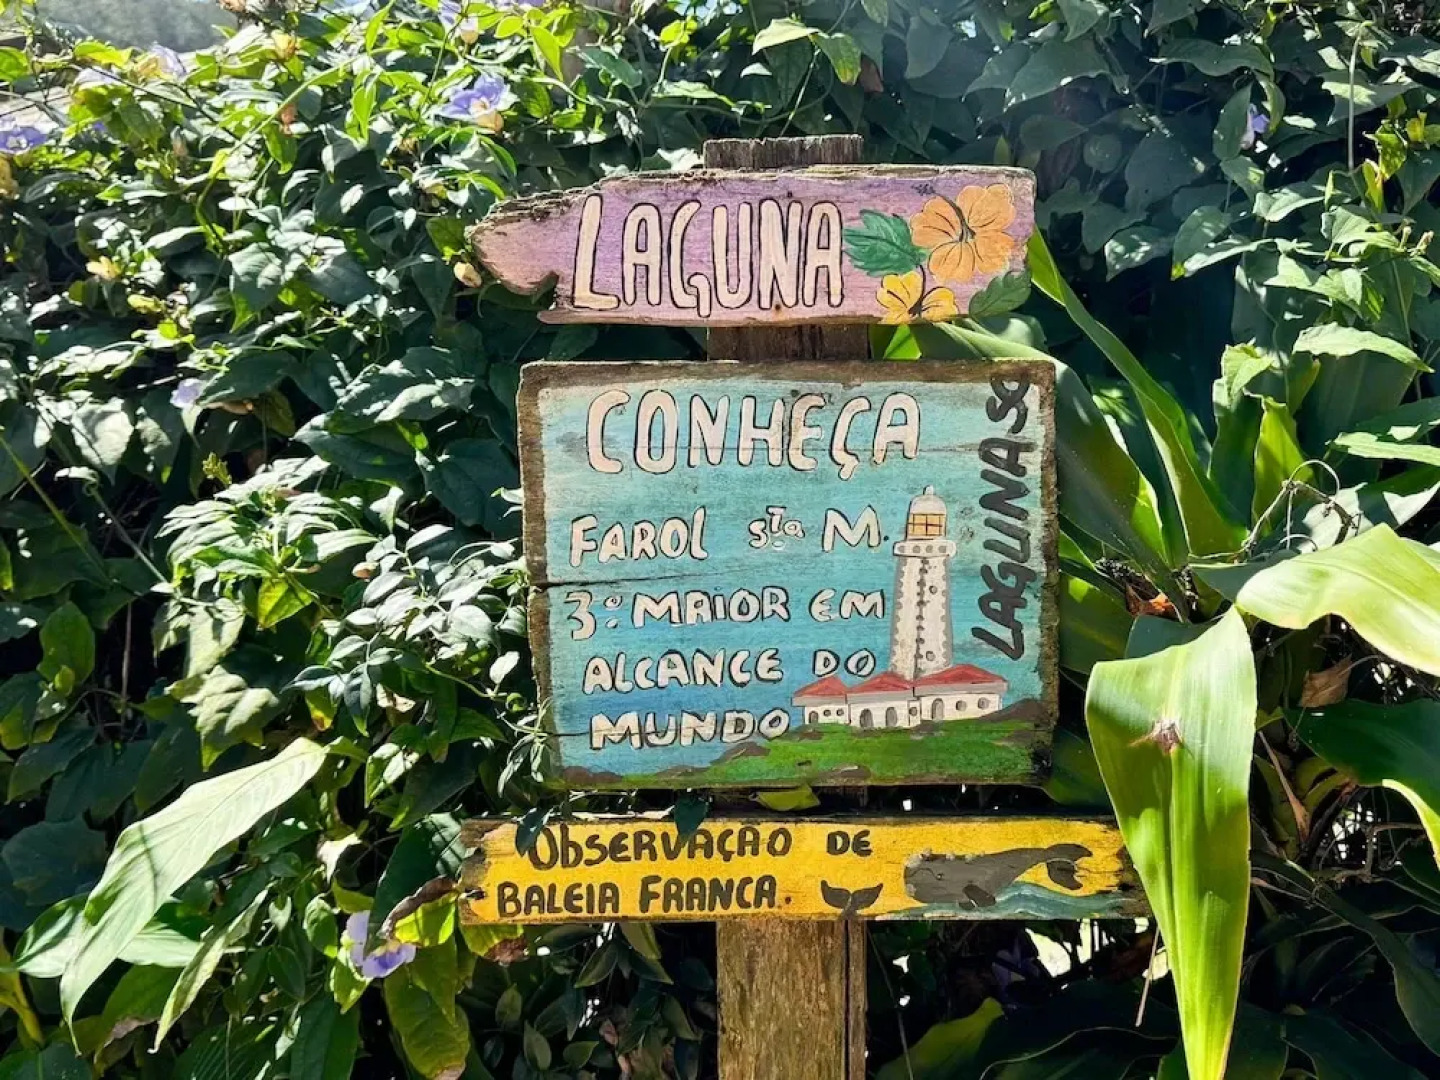 LAGUNA
CONHEÇA
FAROL Sta M.
3º MAIOR EM
ALCANCE DO
MUNDO
LAGUNA SC
OBSERVAÇÃO DE
BALEIA FRANCA.